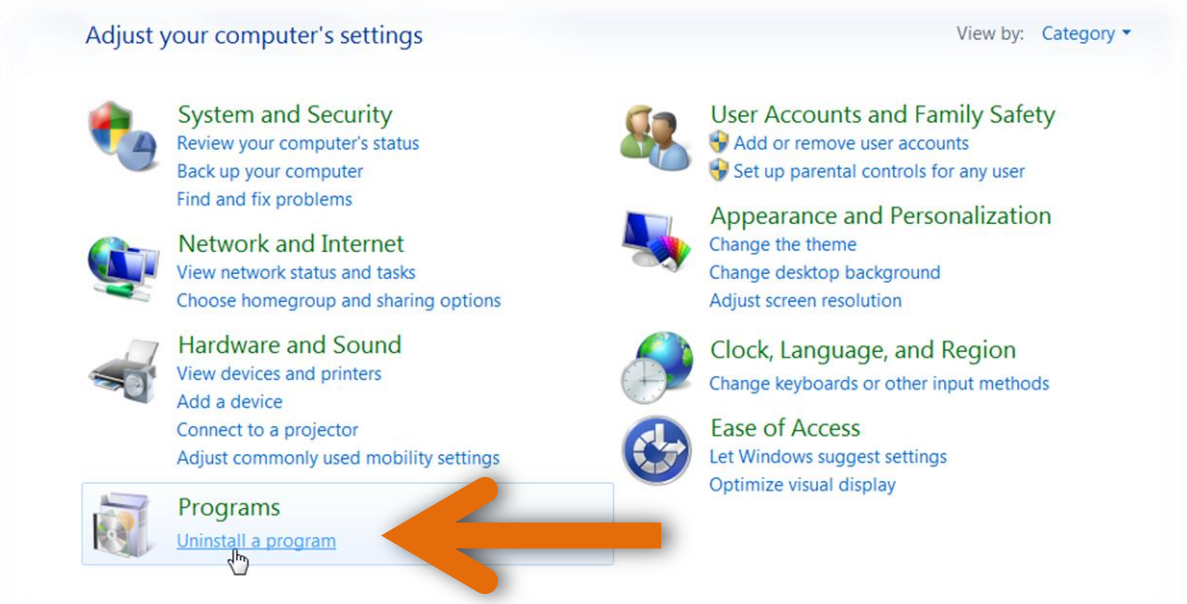 Adjust your computer's settings
View by: Category
System and Security
Review your computer's status
Back up your computer
Find and fix problems
Network and Internet
View network status and tasks
Choose homegroup and sharing options
Hardware and Sound
View devices and printers
Add a device
Connect to a projector
Adjust commonly used mobility settings
Programs
Uninstall a program
User Accounts and Family Safety
Add or remove user accounts
Set up parental controls for any user
Appearance and Personalization
Change the theme
Change desktop background
Adjust screen resolution
Clock, Language, and Region
Change keyboards or other input methods
Ease of Access
Let Windows suggest settings
Optimize visual display